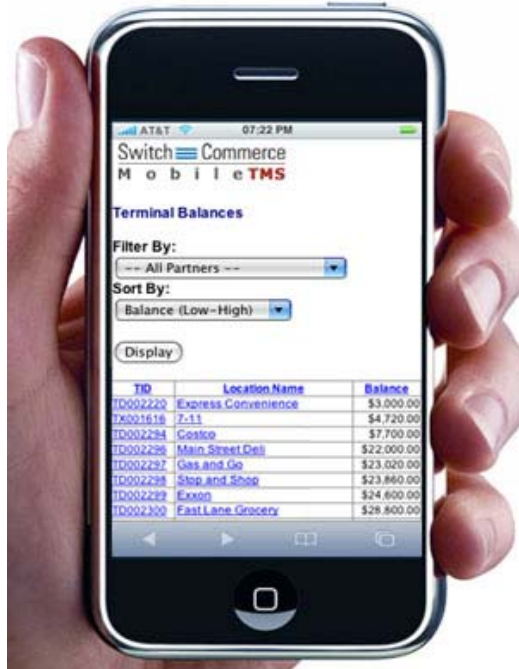 AT&T 07:22 PM
Switch Commerce
Mobile TMS
Terminal Balances
Filter By:
-- All Partners --
Sort By:
Balance (Low-High)
Display
TID Location Name Balance
TD002220 Express Convenience $3,000.00
TX001616 7-11 $4,720.00
TD002294 Costco $7,700.00
TD002296 Main Street Deli $22,000.00
TD002297 Gas and Go $23,020.00
TD002298 Stop and Shop $23,860.00
TD002299 Exxon $24,600.00
TD002300 Fast Lane Grocery $28,800.00